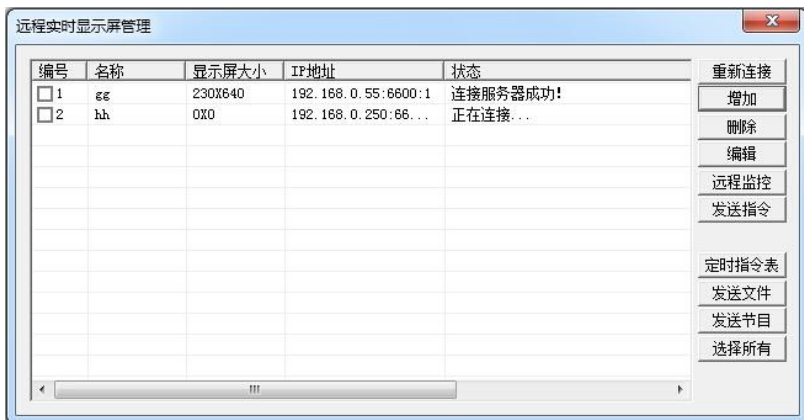 远程实时显示屏管理
编号 名称 显示屏大小 IP地址 状态
1 gg 230X640 192.168.0.55:6600:1 连接服务器成功!
2 hh 0X0 192.168.0.250:66... 正在连接...
重新连接
增加
删除
编辑
远程监控
发送指令
定时指令表
发送文件
发送节目
选择所有